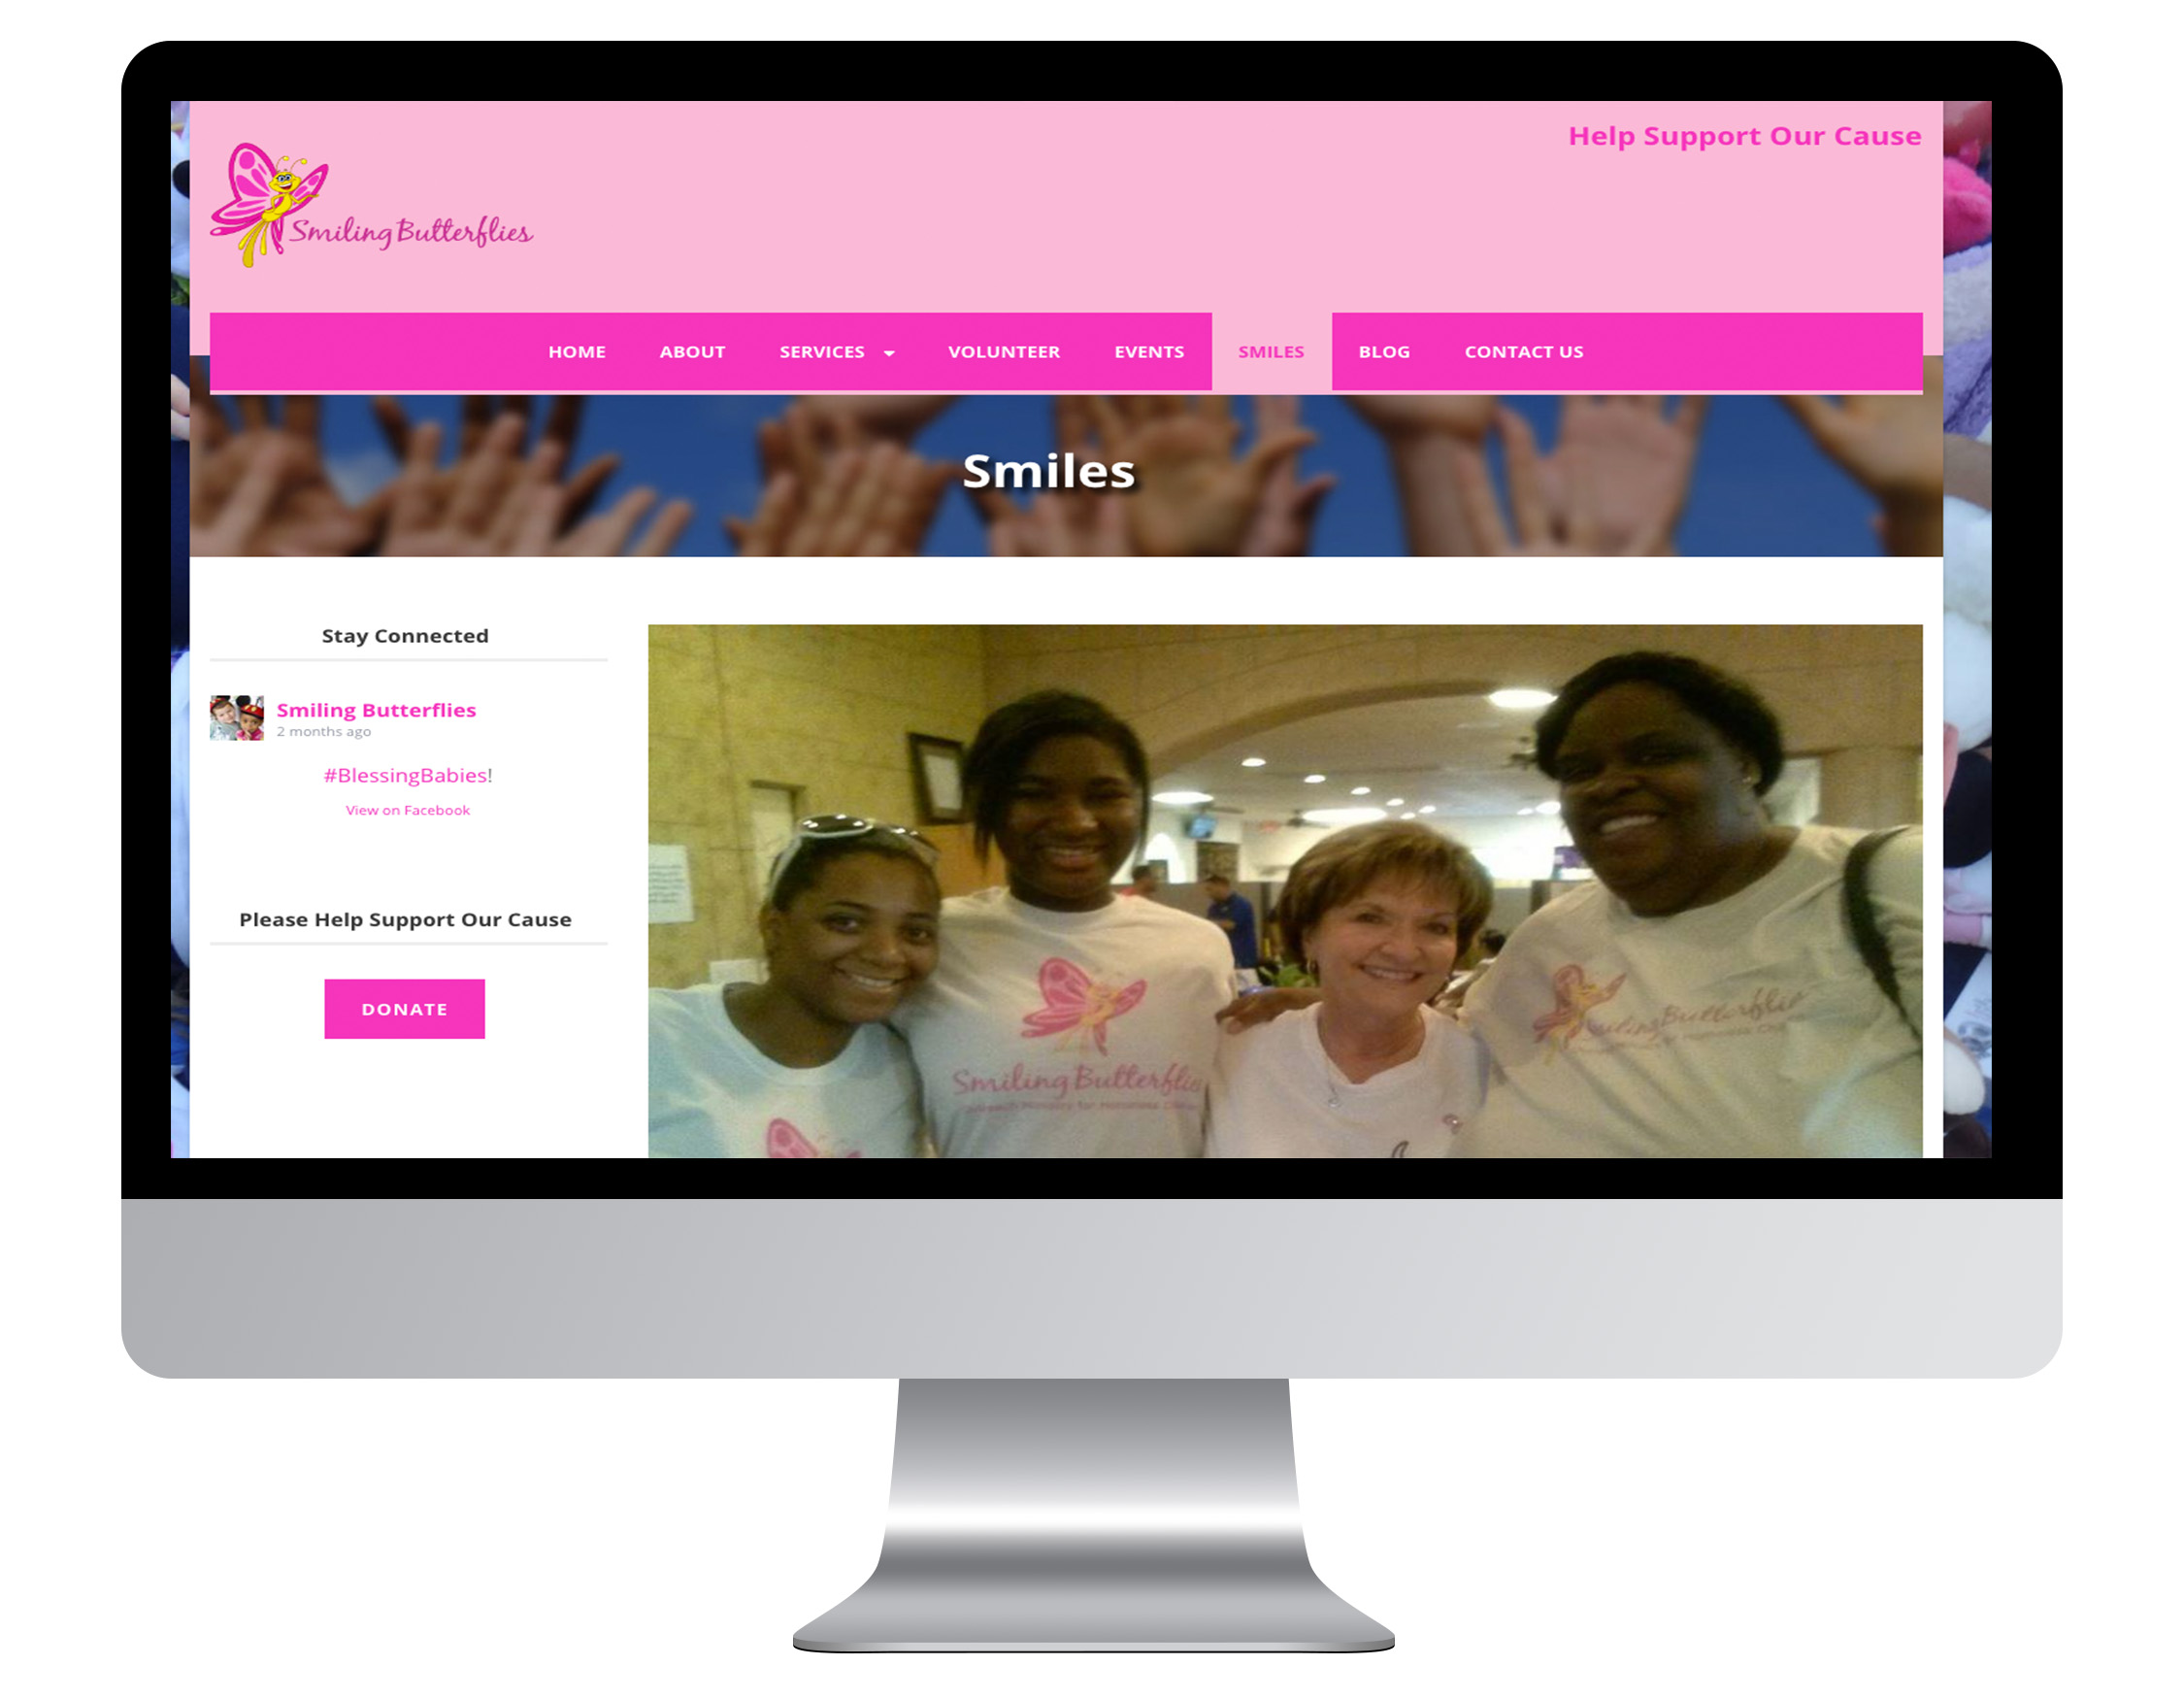 Help Support Our Cause
Smiling Butterflies
HOME ABOUT SERVICES VOLUNTEER EVENTS SMILES BLOG CONTACT US
Smiles
Stay Connected
Smiling Butterflies
2 months ago
#BlessingBabies!
View on Facebook
Please Help Support Our Cause
DONATE
Smiling Butterflies
Smiling Butterflies